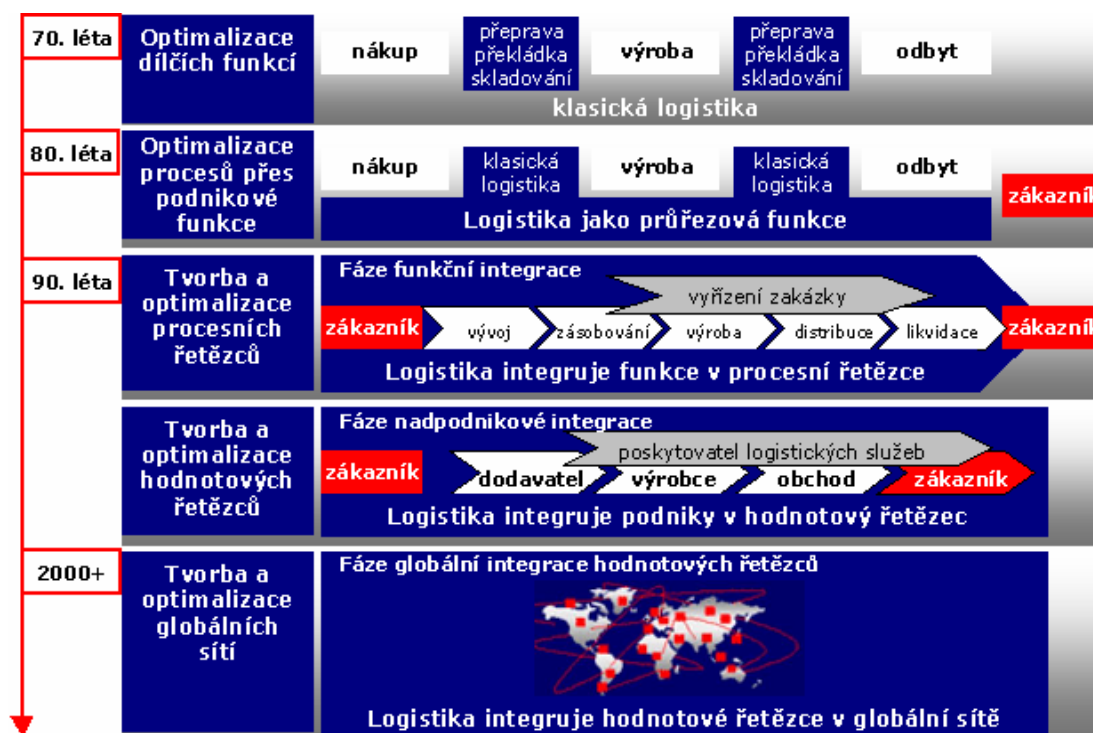 70. léta
Optimalizace
dílčích funkcí
nákup
přeprava
překládka
skladování
výroba
přeprava
překládka
skladování
odbyt
klasická logistika
80. léta
Optimalizace
procesů přes
podnikové
funkce
nákup
klasická
logistika
výroba
klasická
logistika
odbyt
zákazník
Logistika jako průřezová funkce
90. léta
Tvorba a
optimalizace
procesních
řetězců
Fáze funkční integrace
vyřízení zakázky
zákazník
vývoj
zásobování
výroba
distribuce
likvidace
zákazník
Logistika integruje funkce v procesní řetězce
Tvorba a
optimalizace
hodnotových
řetězců
Fáze nadpodnikové integrace
poskytovatel logistických služeb
zákazník
dodavatel
výrobce
obchod
zákazník
Logistika integruje podniky v hodnotový řetězec
2000+
Tvorba a
optimalizace
globálních
sítí
Fáze globální integrace hodnotových řetězců
Logistika integruje hodnotové řetězce v globální sítě